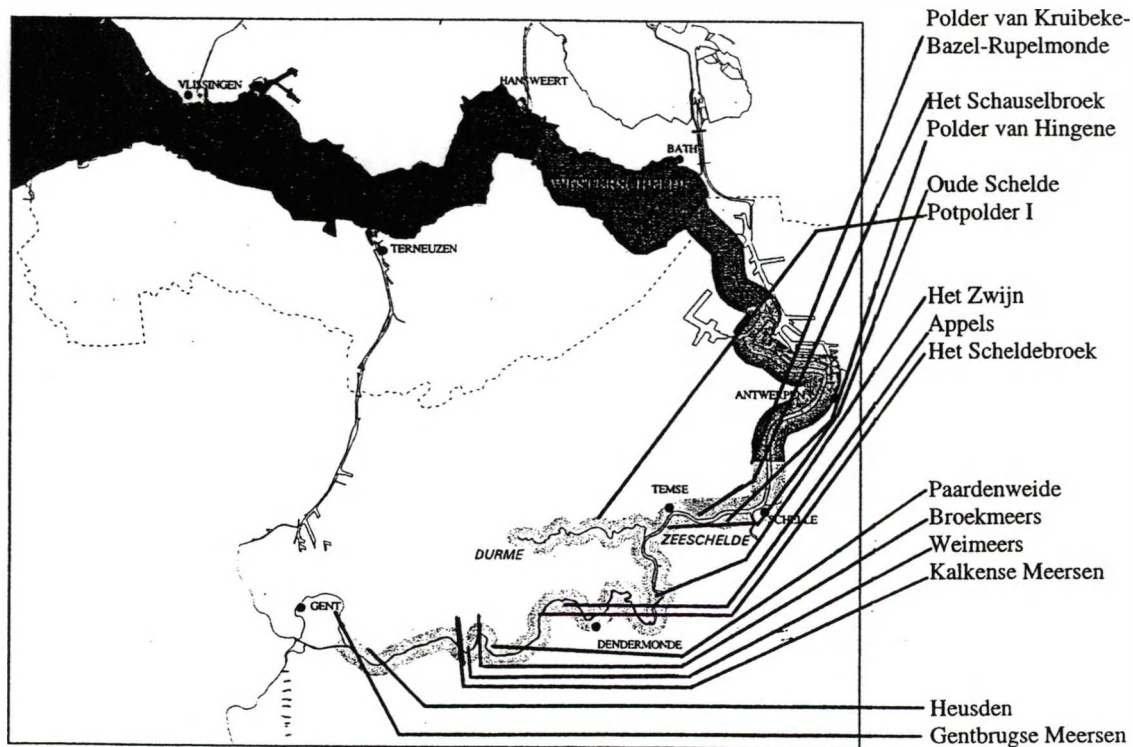 Polder van Kruibeke-
Bazel-Rupelmonde
VLISSINGEN
HANSWEERT
Het Schauselbroek
Polder van Hingene
BATH
WESTERSCHELDE
Oude Schelde
Potpolder I
TERNEUZEN
Het Zwijn
Appels
Het Scheldebroek
ANTWERPEN
TEMSE
SCHELLE
Paardenweide
Broekmeers
Weimeers
Kalkense Meersen
ZEESCHELDE
DURME
GENT
DENDERMONDE
Heusden
Gentbrugse Meersen